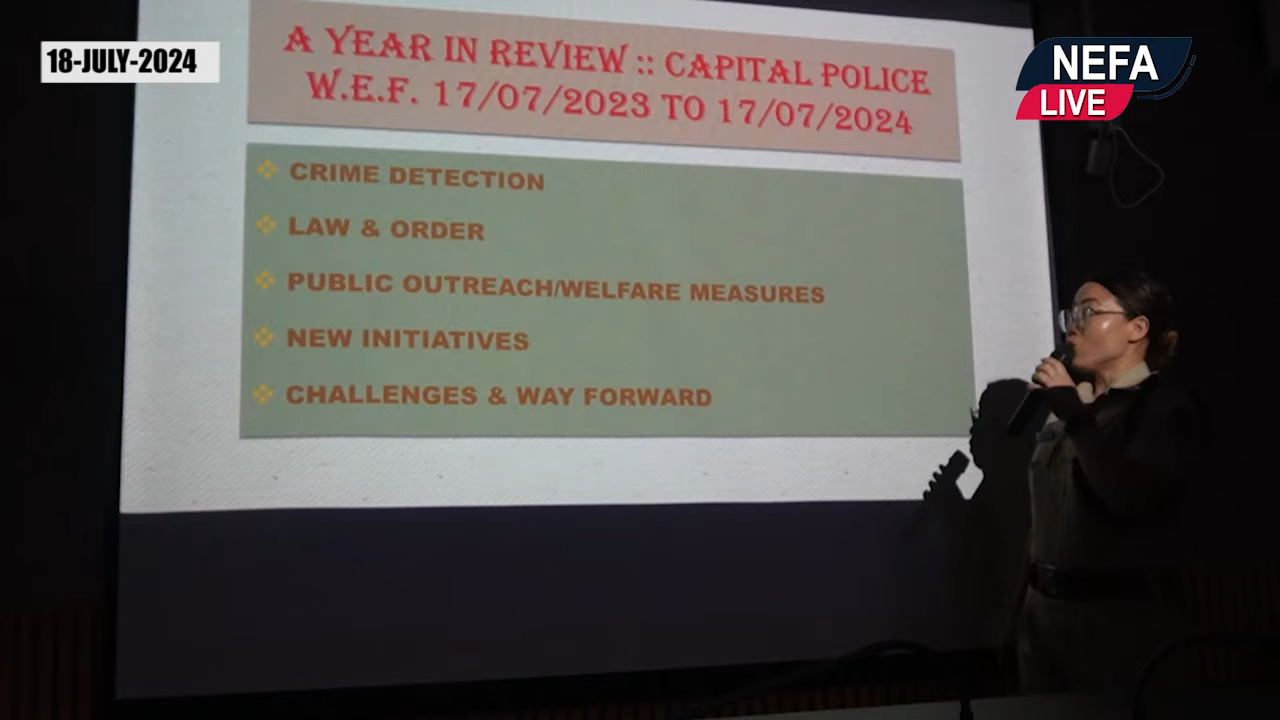 18-JULY-2024
NEFA
LIVE
A YEAR IN REVIEW :: CAPITAL POLICE
W.E.F. 17/07/2023 TO 17/07/2024
CRIME DETECTION
LAW & ORDER
PUBLIC OUTREACH/WELFARE MEASURES
NEW INITIATIVES
CHALLENGES & WAY FORWARD